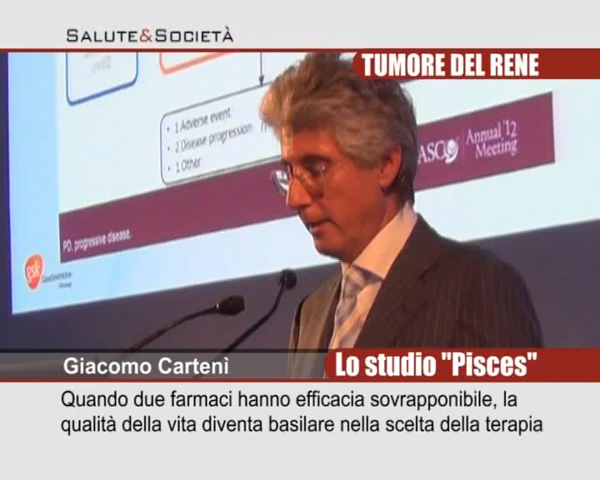 SALUTE&SOCIETÀ
TUMORE DEL RENE
• 1 Adverse event
• 2 Disease progression
• 1 Other
ASCO Annual '12
Meeting
PD, progressive disease.
gsk GlaxoSmithKline
Giacomo Cartenì
Lo studio "Pisces"
Quando due farmaci hanno efficacia sovrapponibile, la
qualità della vita diventa basilare nella scelta della terapia